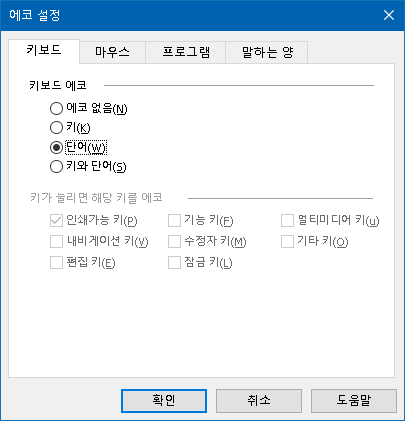 에코 설정
키보드 마우스 프로그램 말하는 양
키보드 에코
에코 없음(N)
키(K)
단어(W)
키와 단어(S)
키가 눌리면 해당 키를 에코
인쇄가능 키(P) 기능 키(F) 멀티미디어 키(u)
내비게이션 키(V) 수정자 키(M) 기타 키(O)
편집 키(E) 잠금 키(L)
확인 취소 도움말